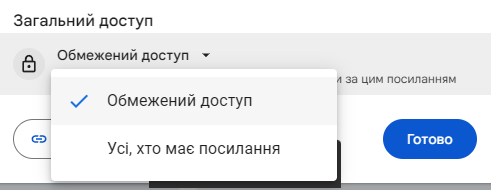 Загальний доступ
Обмежений доступ
и за цим посиланням
Обмежений доступ
Усі, хто має посилання
Готово